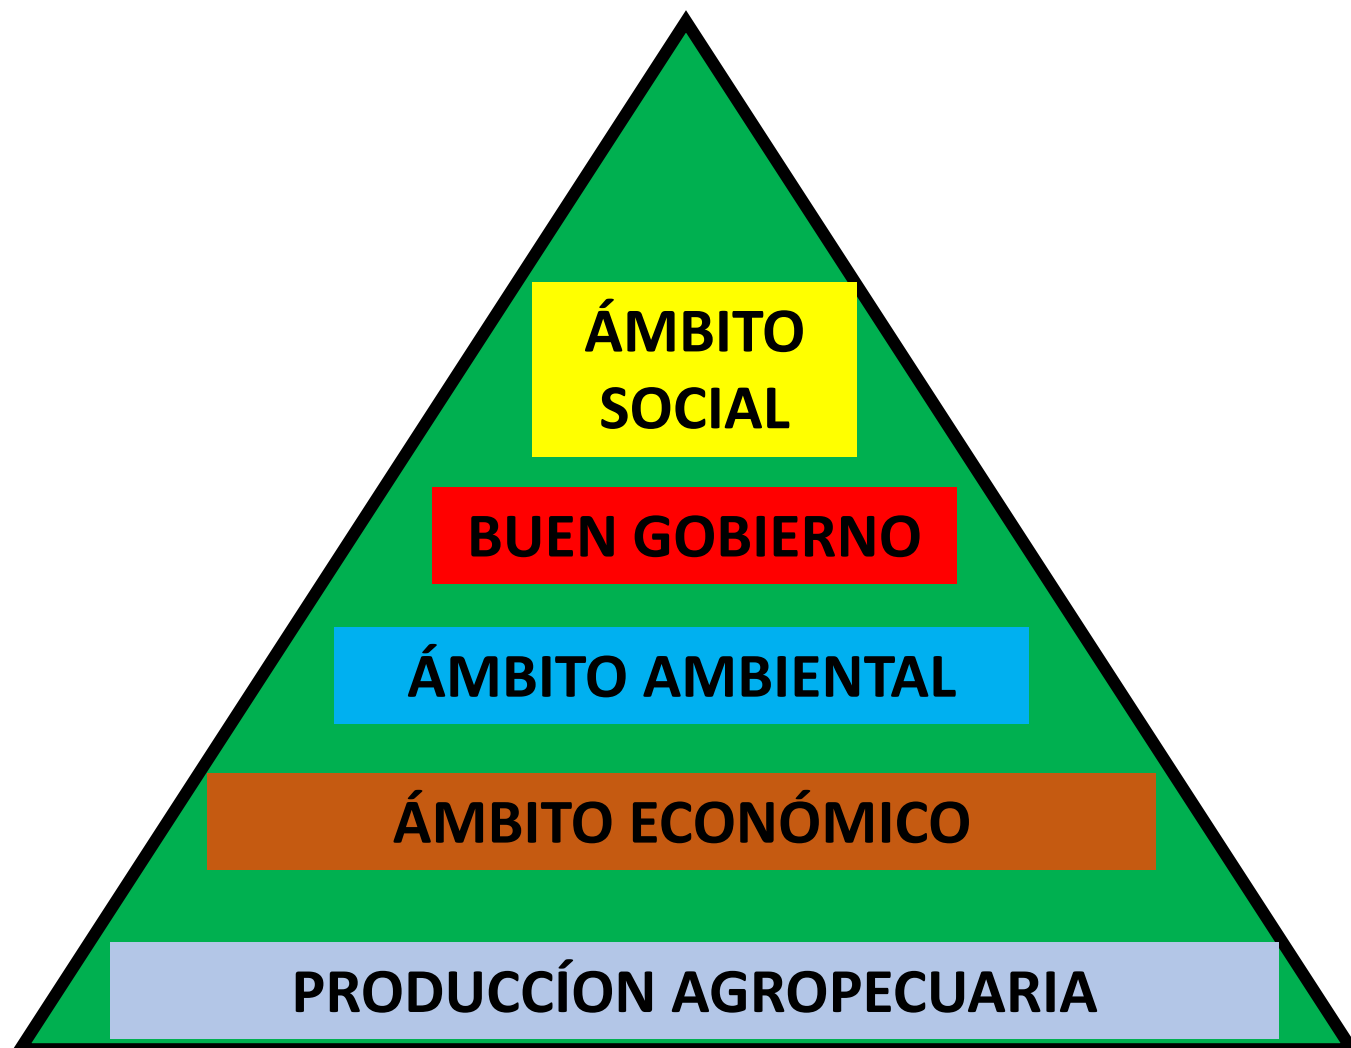 ÁMBITO
SOCIAL
BUEN GOBIERNO
ÁMBITO AMBIENTAL
ÁMBITO ECONÓMICO
PRODUCCÍON AGROPECUARIA